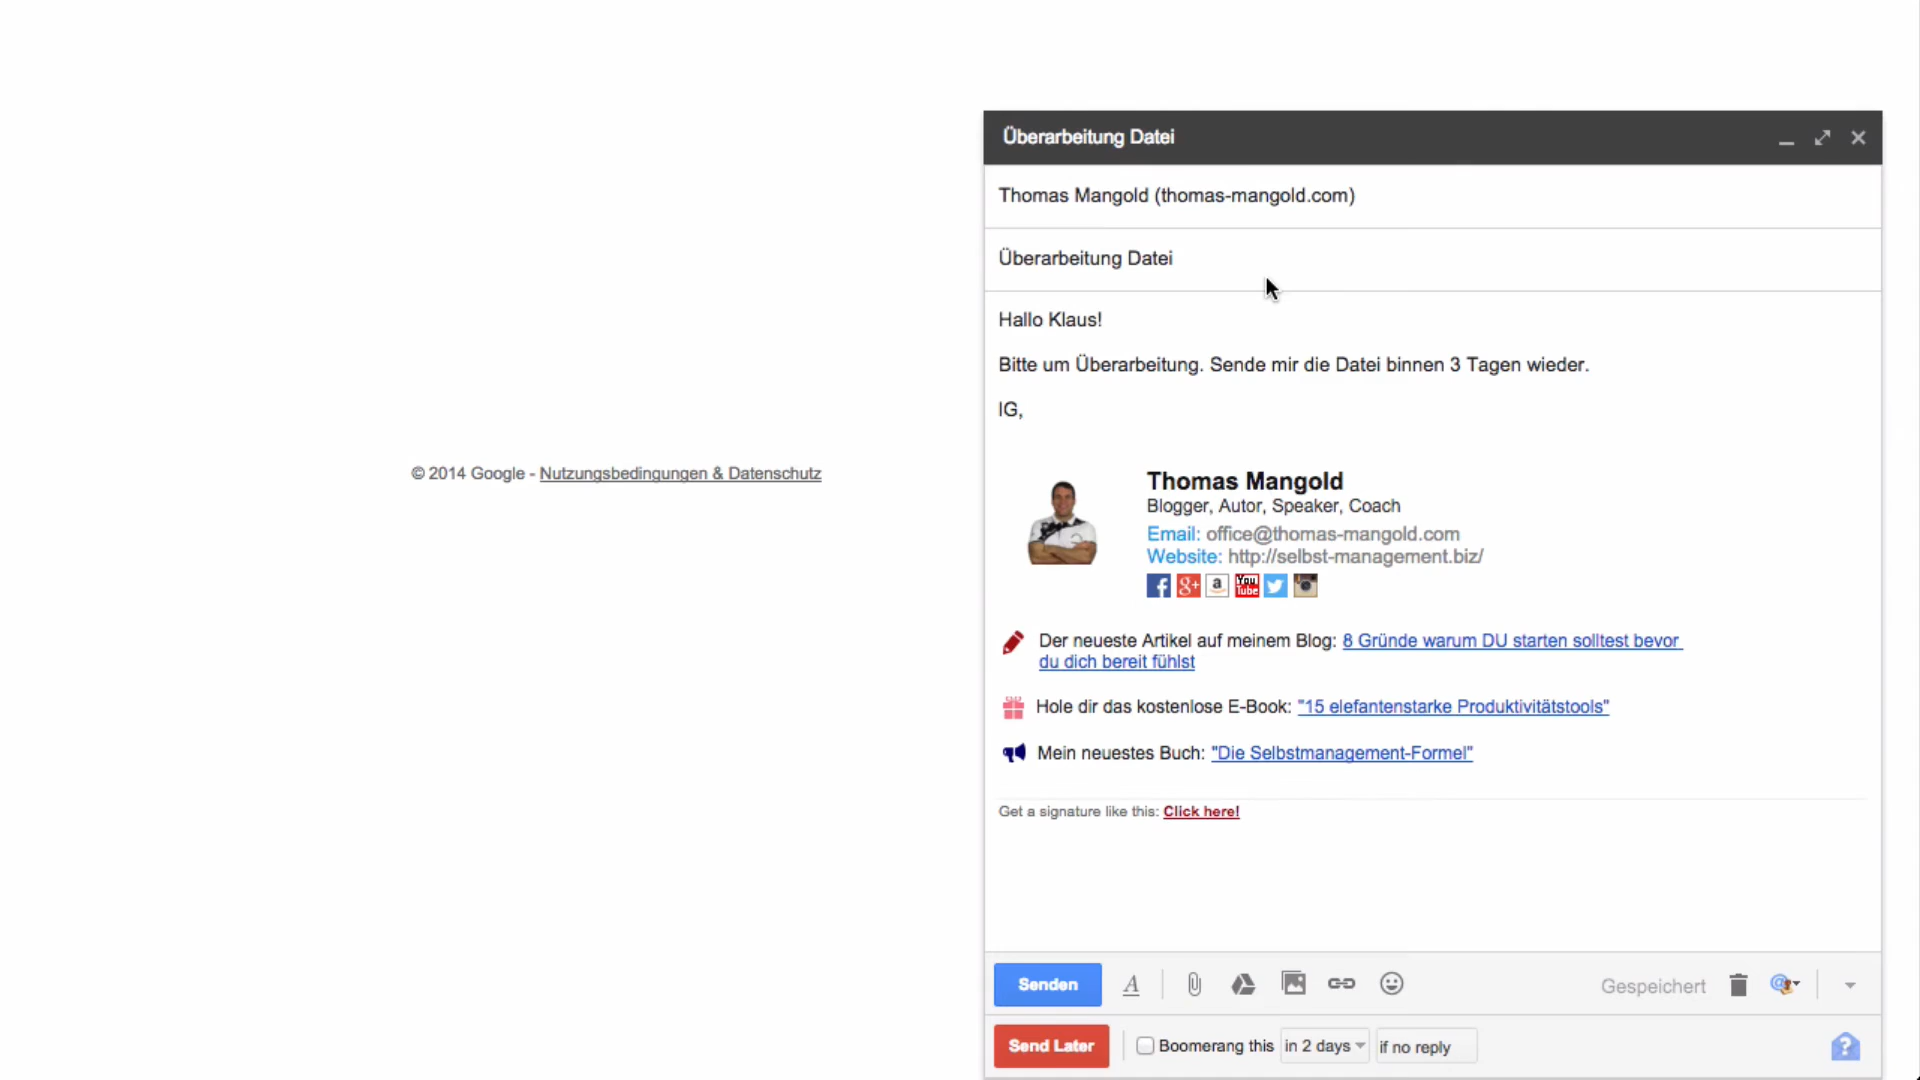 Überarbeitung Datei
Thomas Mangold (thomas-mangold.com)
Überarbeitung Datei
Hallo Klaus!
Bitte um Überarbeitung. Sende mir die Datei binnen 3 Tagen wieder.
lG,
© 2014 Google - Nutzungsbedingungen & Datenschutz
Thomas Mangold
Blogger, Autor, Speaker, Coach
Email: office@thomas-mangold.com
Website: http://selbst-management.biz/
f g+ a You Tube
Der neueste Artikel auf meinem Blog: 8 Gründe warum DU starten solltest bevor
du dich bereit fühlst
Hole dir das kostenlose E-Book: "15 elefantenstarke Produktivitätstools"
Mein neuestes Buch: "Die Selbstmanagement-Formel"
Get a signature like this: Click here!
Senden A Gespeichert
Send Later Boomerang this in 2 days if no reply ?